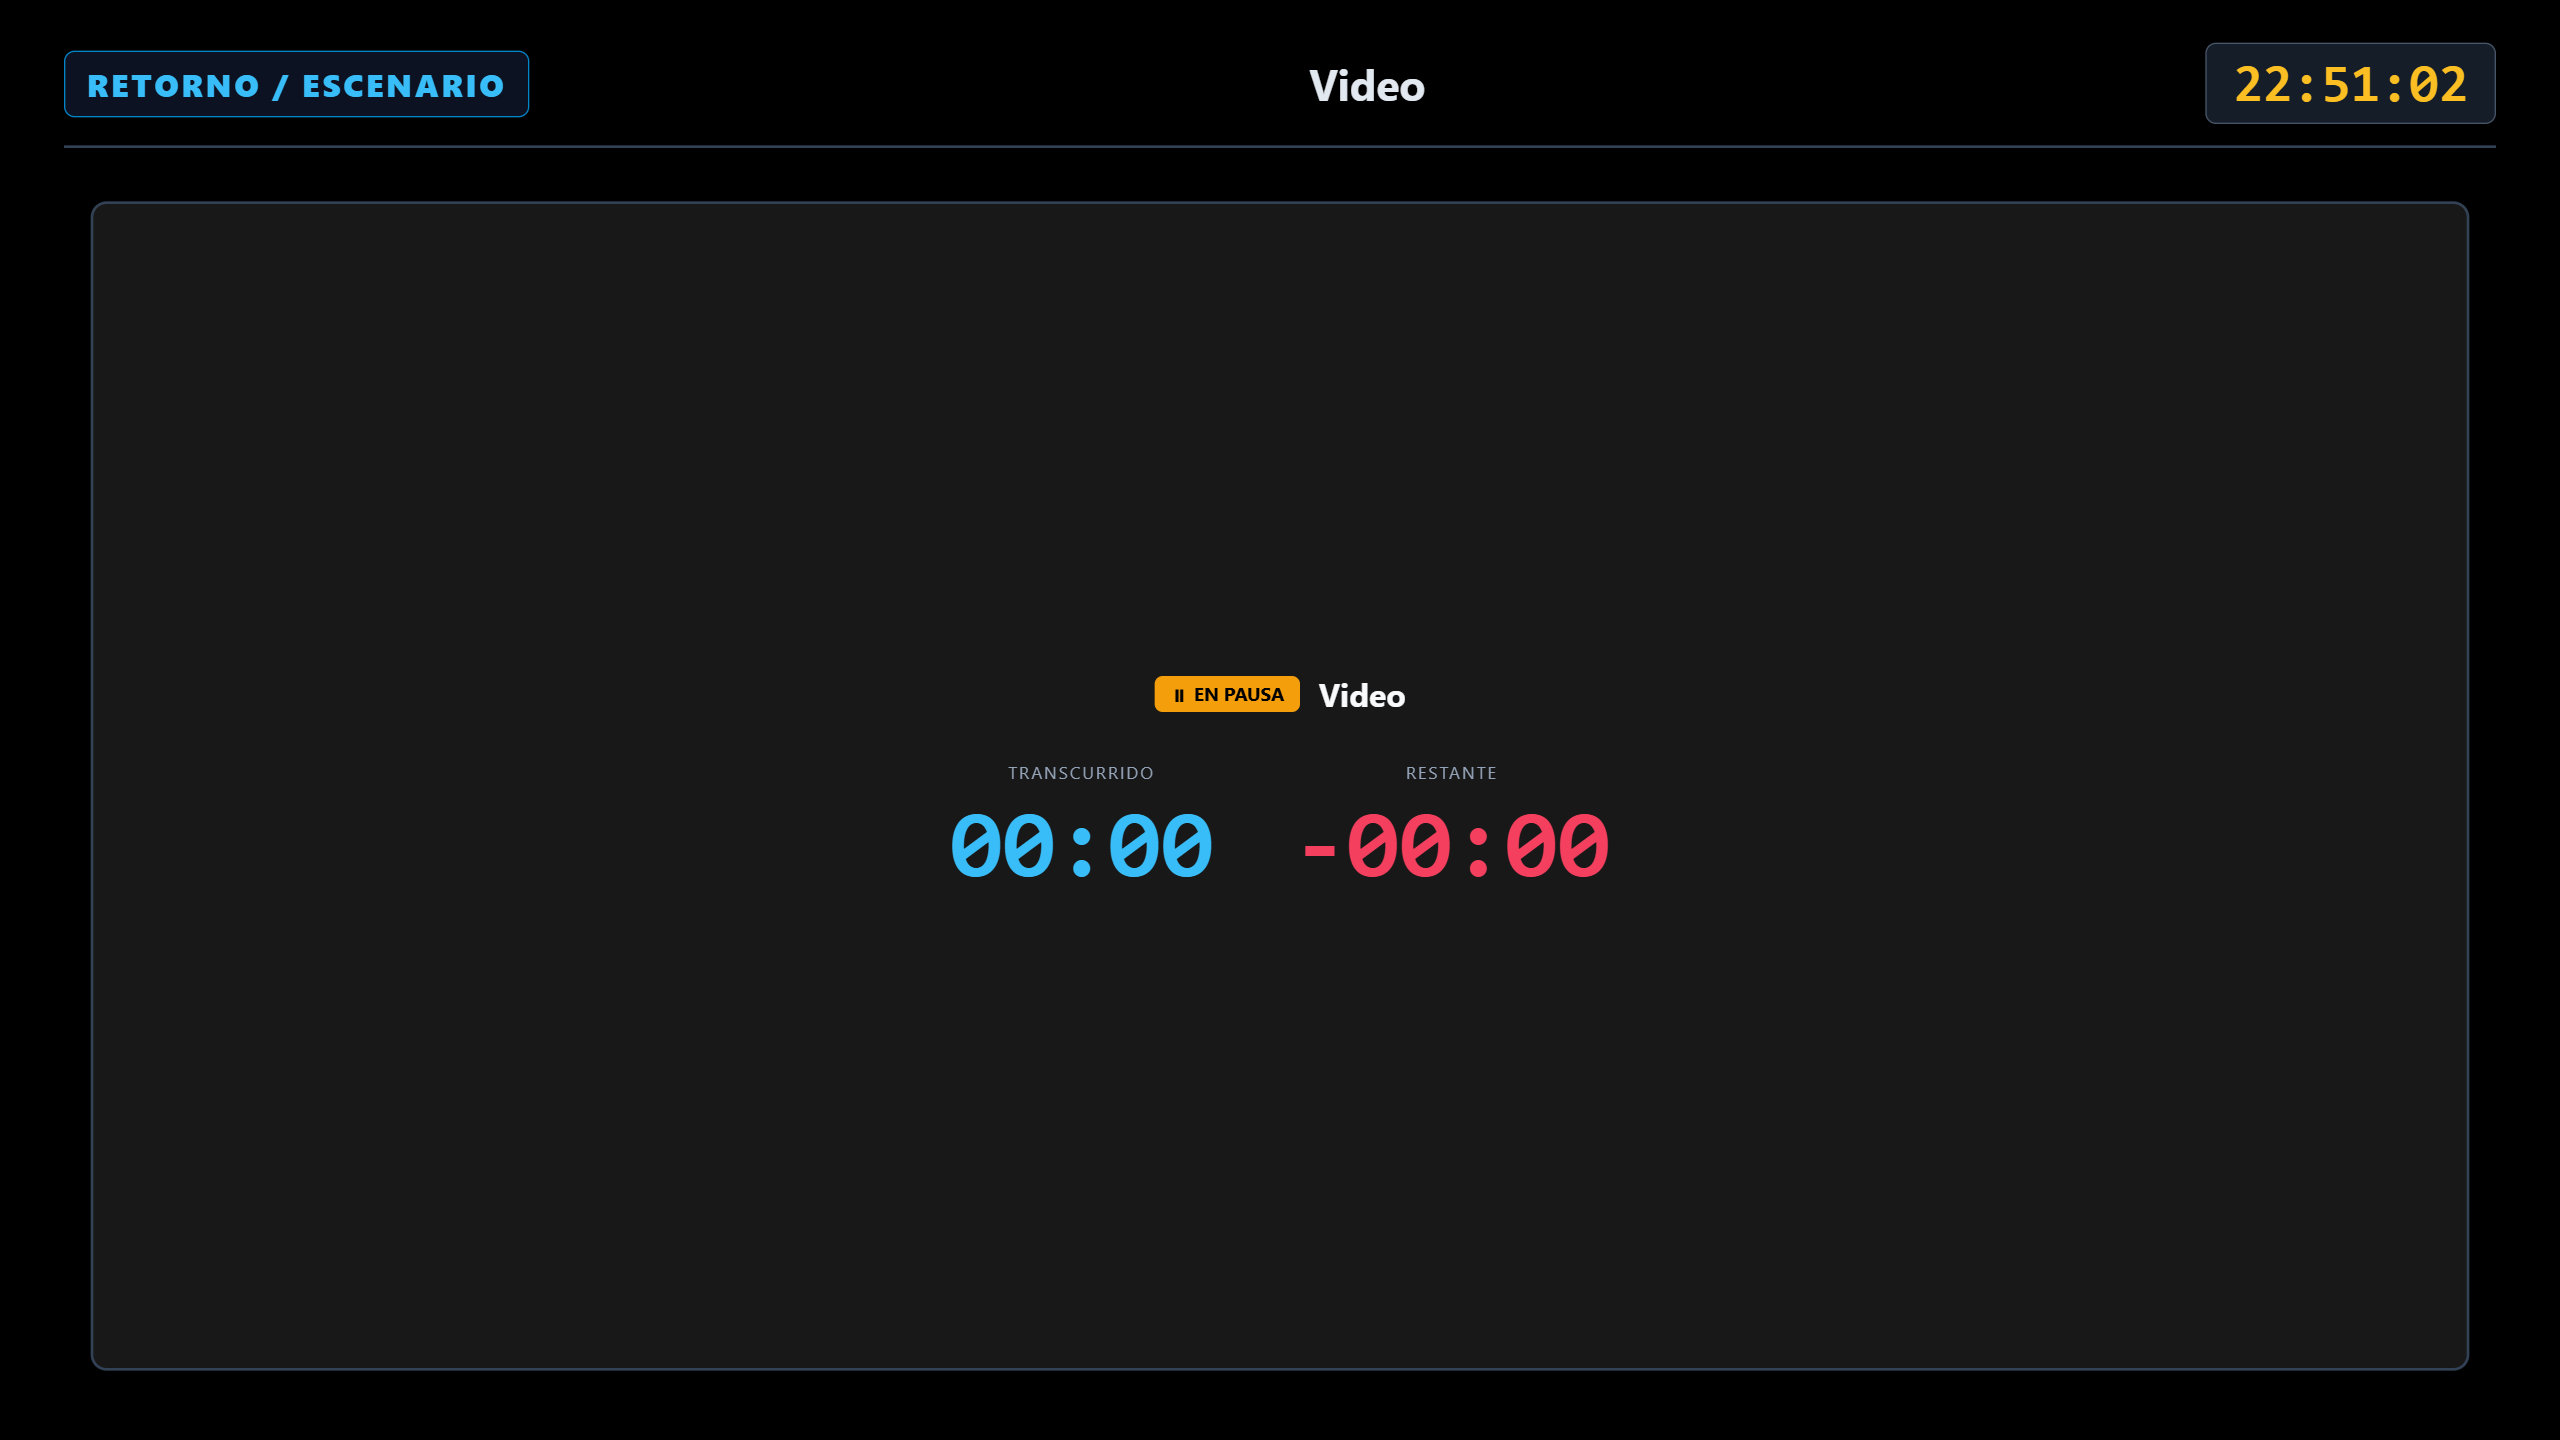 RETORNO / ESCENARIO
Video
22:51:02
⏸ EN PAUSA Video
TRANSCURRIDO
00:00
RESTANTE
-00:00